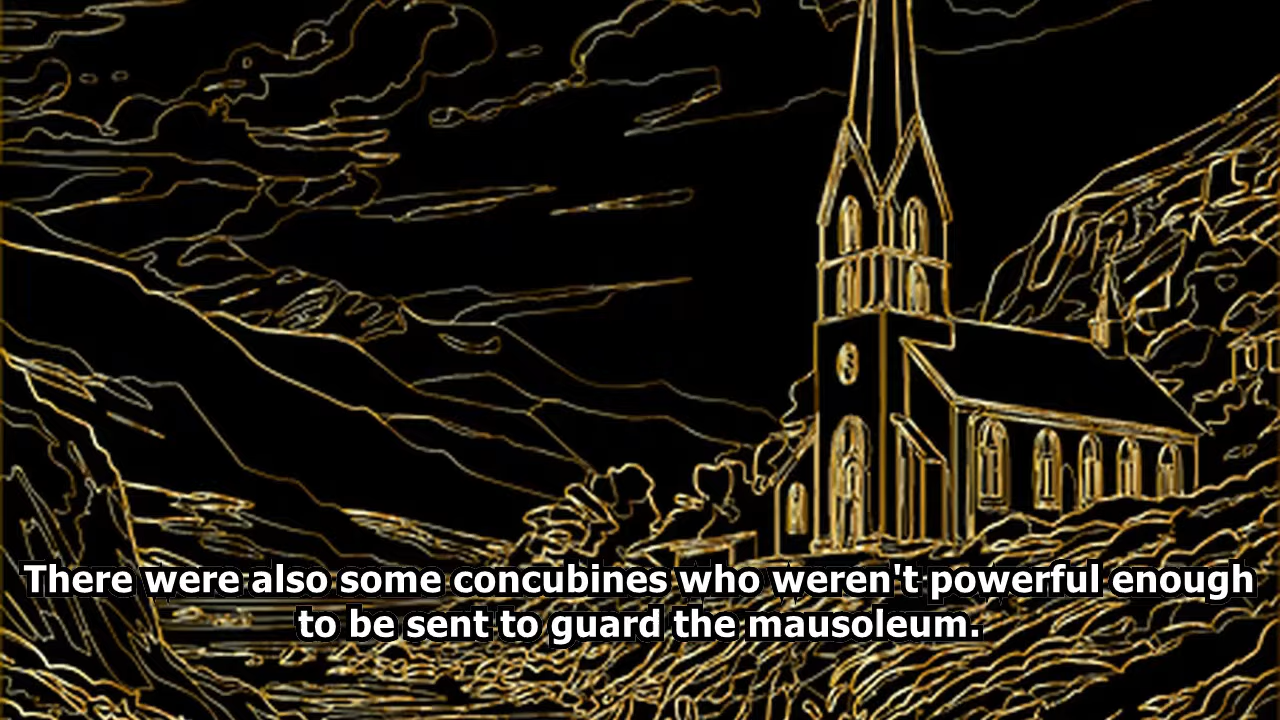 There were also some concubines who weren't powerful enough
to be sent to guard the mausoleum.